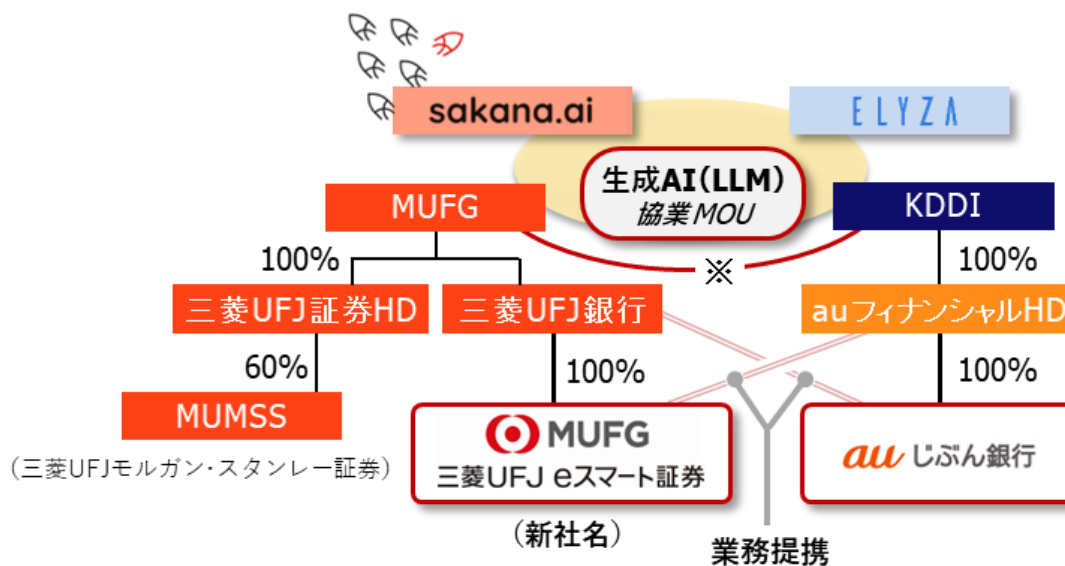 sakana.ai
ELYZA
生成AI(LLM)
協業MOU
MUFG
KDDI
100%
※
100%
三菱UFJ証券HD
三菱UFJ銀行
auフィナンシャルHD
60%
100%
100%
MUMSS
(三菱UFJモルガン･スタンレー証券)
MUFG
三菱UFJ eスマート証券
au じぶん銀行
(新社名)
業務提携